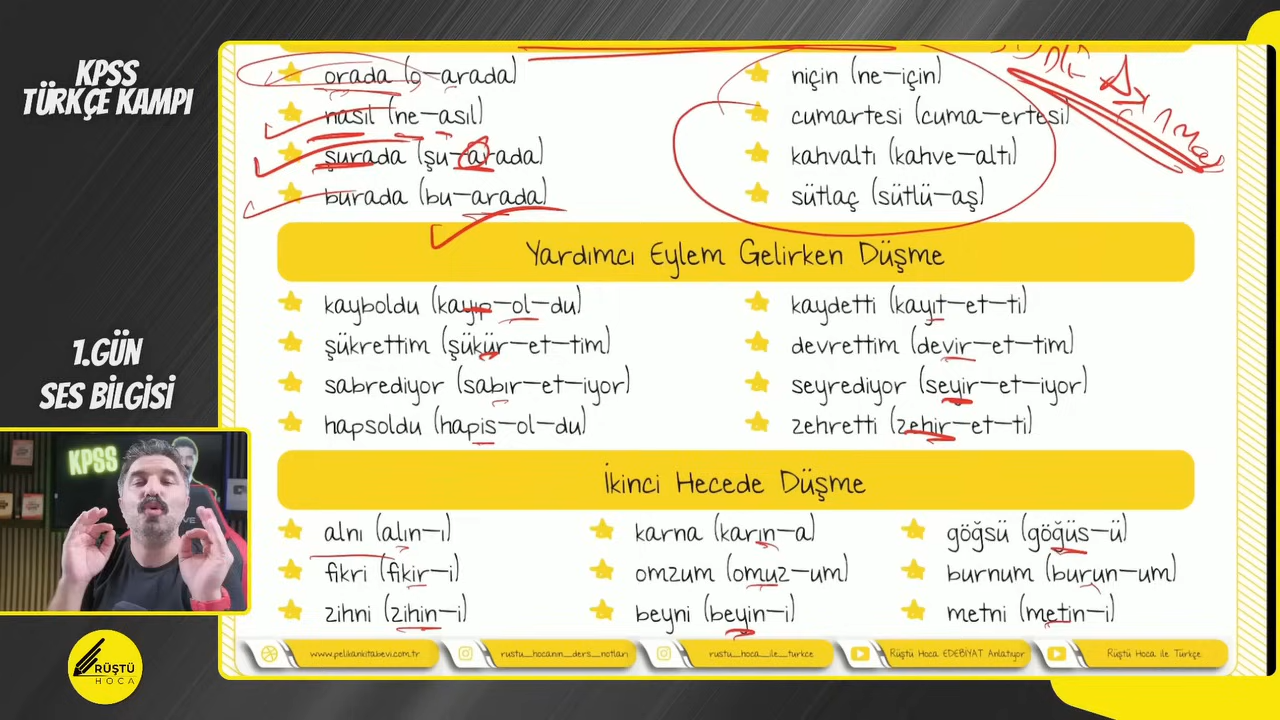 KPSS
TÜRKÇE KAMPI
1.GÜN
SES BİLGİSİ
orada (o-arada)
nasıl (ne-asıl)
şurada (şu-arada)
burada (bu-arada)
niçin (ne-için)
cumartesi (cuma-ertesi)
kahvaltı (kahve-altı)
sütlaç (sütlü-aş)
Yardımcı Eylem Gelirken Düşme
kayboldu (kayıp-ol-du)
şükrettim (şükür-et-tim)
sabrediyor (sabır-et-iyor)
hapsoldu (hapis-ol-du)
kaydetti (kayıt-et-ti)
devrettim (devir-et-tim)
seyrediyor (seyir-et-iyor)
zehretti (zehir-et-ti)
İkinci Hecede Düşme
alnı (alın-ı)
fikri (fikir-i)
zihni (zihin-i)
karna (karın-a)
omzum (omuz-um)
beyni (beyin-i)
göğsü (göğüs-ü)
burnum (burun-um)
metni (metin-i)
KPSS
www.pelikankitabevi.com.tr
rustu_hocanın_ders_notları
rustu_hoca_ile_turkce
Rüştü Hoca EDEBİYAT Anlatıyor
Rüştü Hoca ile Türkçe
RÜŞTÜ
HOCA